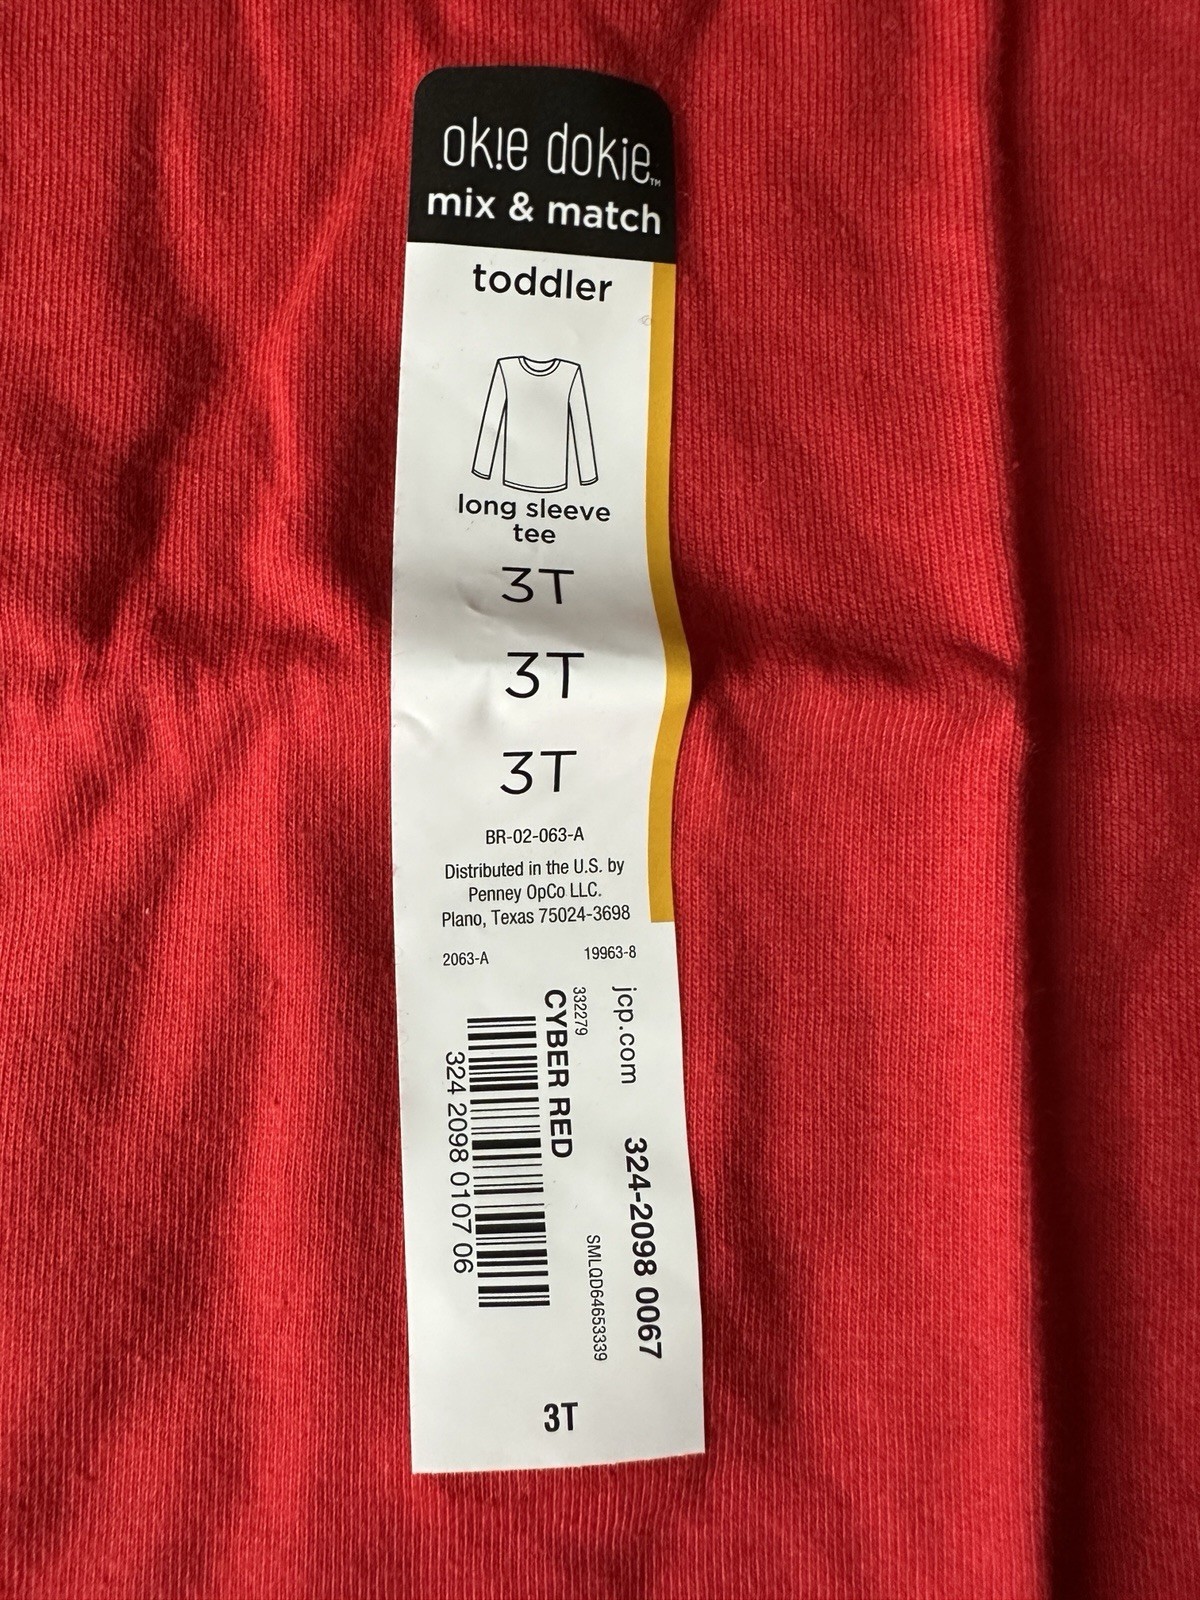 ok!e dokie™
mix & match
toddler
long sleeve
tee
3T
3T
3T
BR-02-063-A
Distributed in the U.S. by
Penney OpCo LLC.
Plano, Texas 75024-3698
2063-A 19963-8
jcp.com 324-2098 0067
332279 SMLQD64653339
CYBER RED
324 2098 0107 06
3T